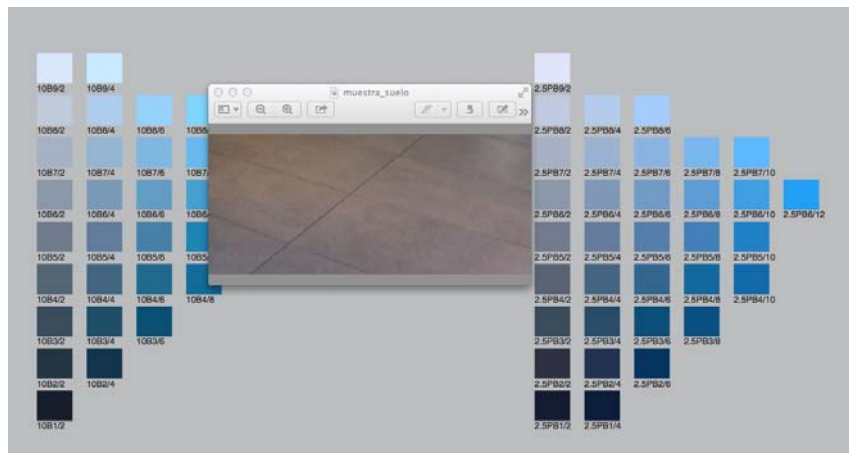 10B9/2 10B9/4 muestra_suelo 2.5PB9/2
10B8/2 10B8/4 10B8/6 10B8/ 2.5PB8/2 2.5PB8/4 2.5PB8/6
10B7/2 10B7/4 10B7/6 10B7/ 2.5PB7/2 2.5PB7/4 2.5PB7/6 2.5PB7/8 2.5PB7/10
10B6/2 10B6/4 10B6/6 10B6/ 2.5PB6/2 2.5PB6/4 2.5PB6/6 2.5PB6/8 2.5PB6/10 2.5PB6/12
10B5/2 10B5/4 10B5/6 10B5/ 2.5PB5/2 2.5PB5/4 2.5PB5/6 2.5PB5/8 2.5PB5/10
10B4/2 10B4/4 10B4/6 10B4/8 2.5PB4/2 2.5PB4/4 2.5PB4/6 2.5PB4/8 2.5PB4/10
10B3/2 10B3/4 10B3/6 2.5PB3/2 2.5PB3/4 2.5PB3/6 2.5PB3/8
10B2/2 10B2/4 2.5PB2/2 2.5PB2/4 2.5PB2/6
10B1/2 2.5PB1/2 2.5PB1/4